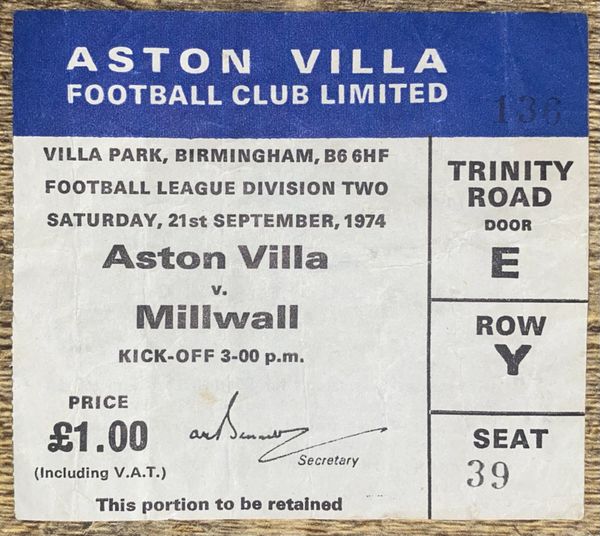 ASTON VILLA
FOOTBALL CLUB LIMITED
136
VILLA PARK, BIRMINGHAM, B6 6HF
FOOTBALL LEAGUE DIVISION TWO
SATURDAY, 21st SEPTEMBER, 1974
Aston Villa
v.
Millwall
KICK-OFF 3-00 p.m.
PRICE
£1.00
(Including V.A.T.)
Secretary
This portion to be retained
TRINITY
ROAD
DOOR
E
ROW
Y
SEAT
39